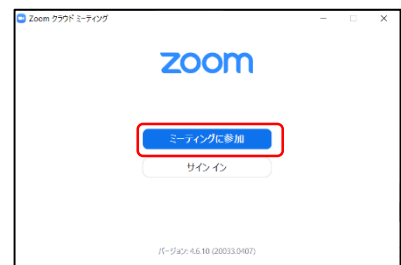 Zoom クラウド ミーティング
zoom
ミーティングに参加
サイン イン
バージョン: 4.6.10 (20033.0407)